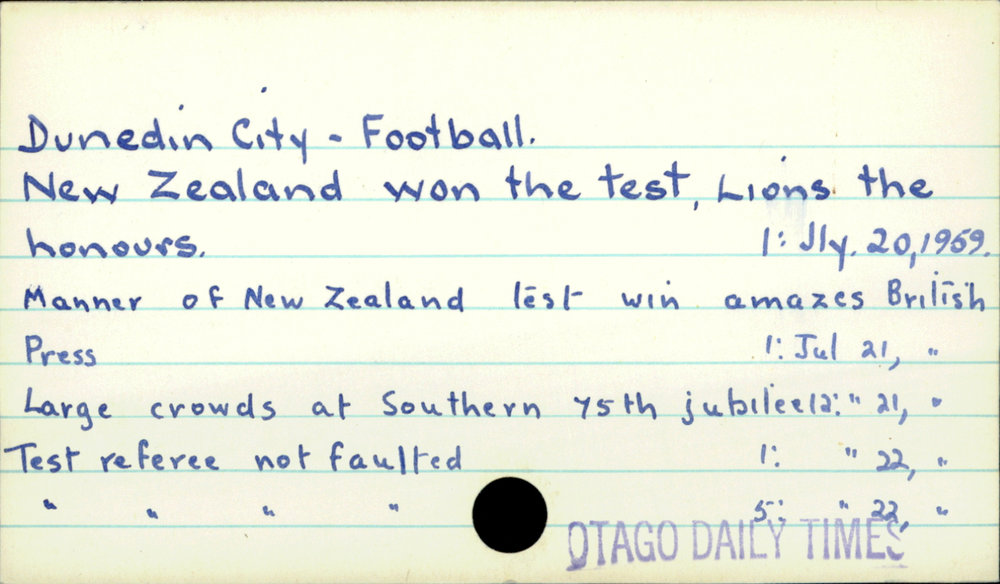 Dunedin City - Football.
New Zealand won the test, Lions the
honours. 1: Jly. 20, 1959.
Manner of New Zealand test win amazes British
Press 1: Jul 21, "
Large crowds at Southern 75th jubilee 12: " 21, "
Test referee not faulted 1: " 22, "
" " " " 5: " 22, "
OTAGO DAILY TIMES